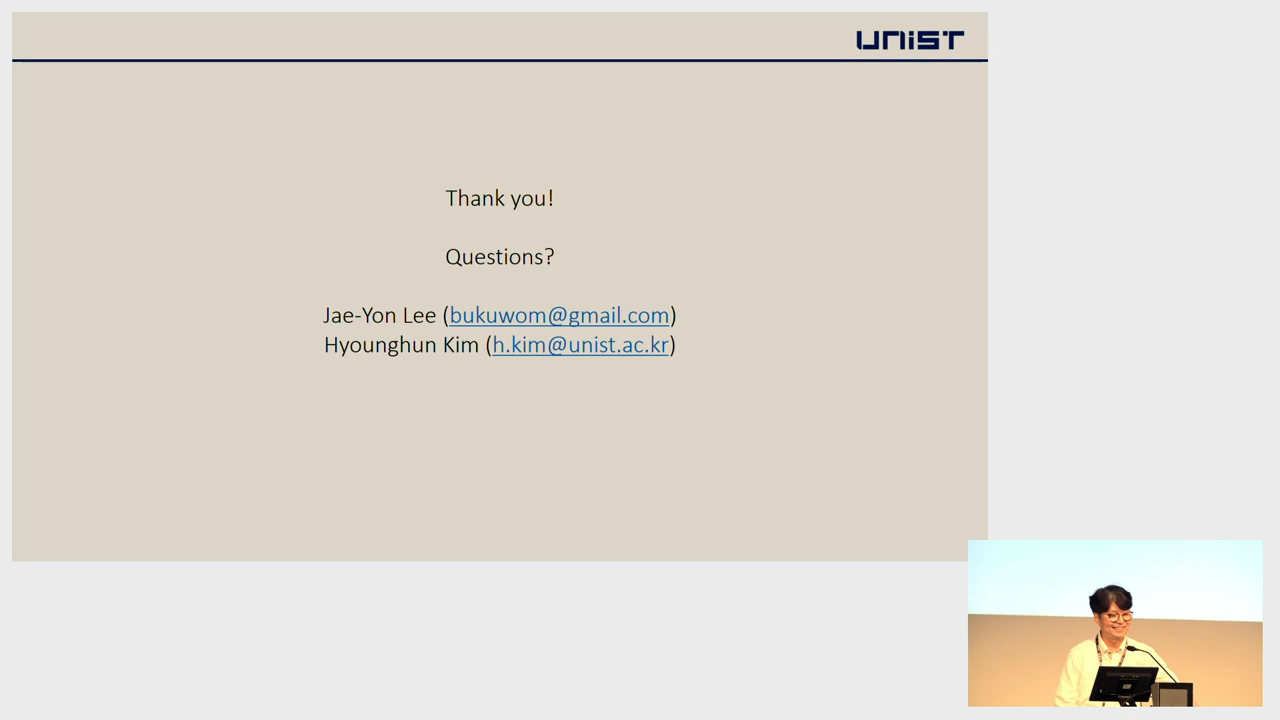 UNIST
Thank you!
Questions?
Jae-Yon Lee (bukuwom@gmail.com)
Hyounghun Kim (h.kim@unist.ac.kr)